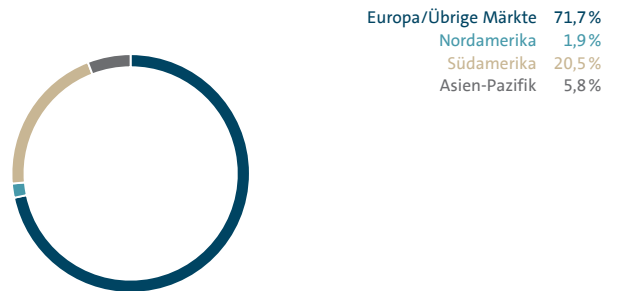 Europa/Übrige Märkte 71,7 %
Nordamerika 1,9 %
Südamerika 20,5 %
Asien-Pazifik 5,8 %